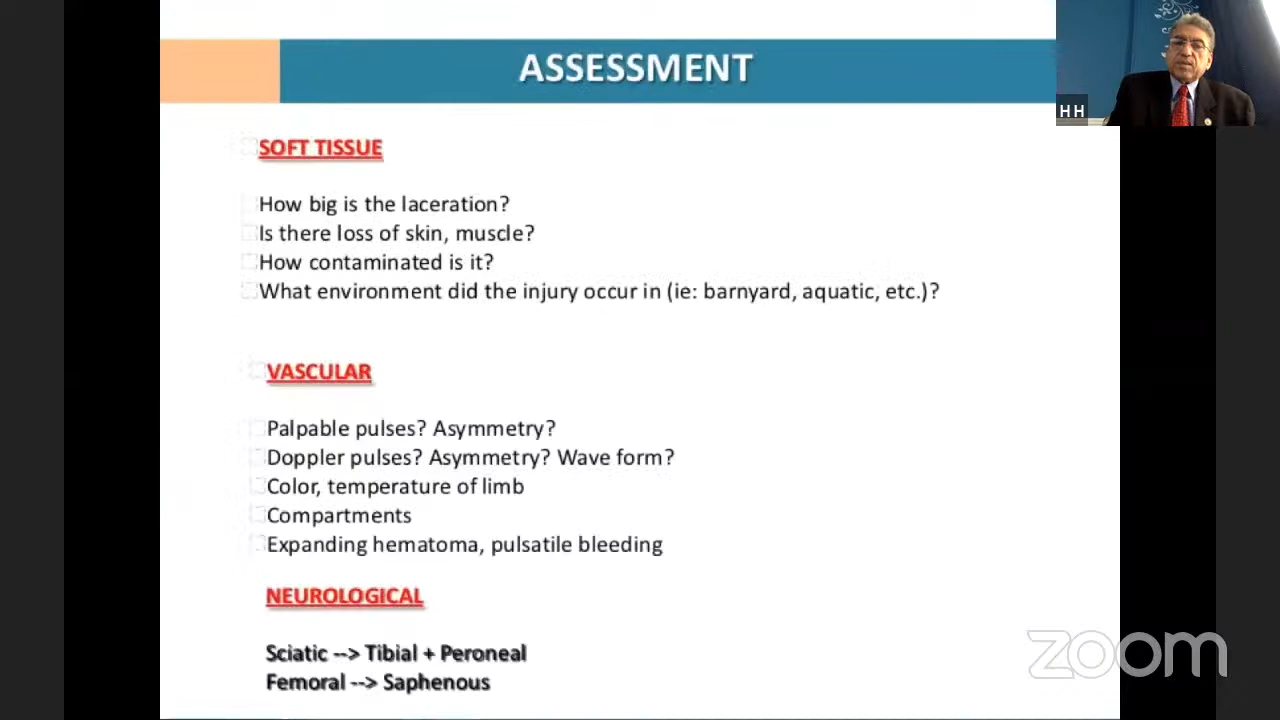 ASSESSMENT
HH
SOFT TISSUE
How big is the laceration?
Is there loss of skin, muscle?
How contaminated is it?
What environment did the injury occur in (ie: barnyard, aquatic, etc.)?
VASCULAR
Palpable pulses? Asymmetry?
Doppler pulses? Asymmetry? Wave form?
Color, temperature of limb
Compartments
Expanding hematoma, pulsatile bleeding
NEUROLOGICAL
Sciatic --> Tibial + Peroneal
Femoral --> Saphenous
zoom